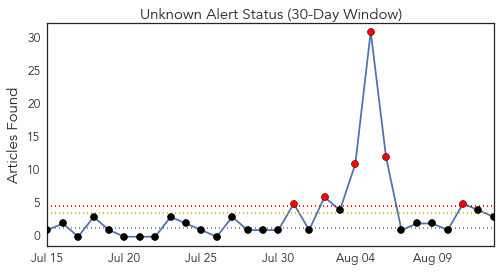 Unknown Alert Status (30-Day Window)
Articles Found
30
25
20
15
10
5
0
Jul 15 Jul 20 Jul 25 Jul 30 Aug 04 Aug 09